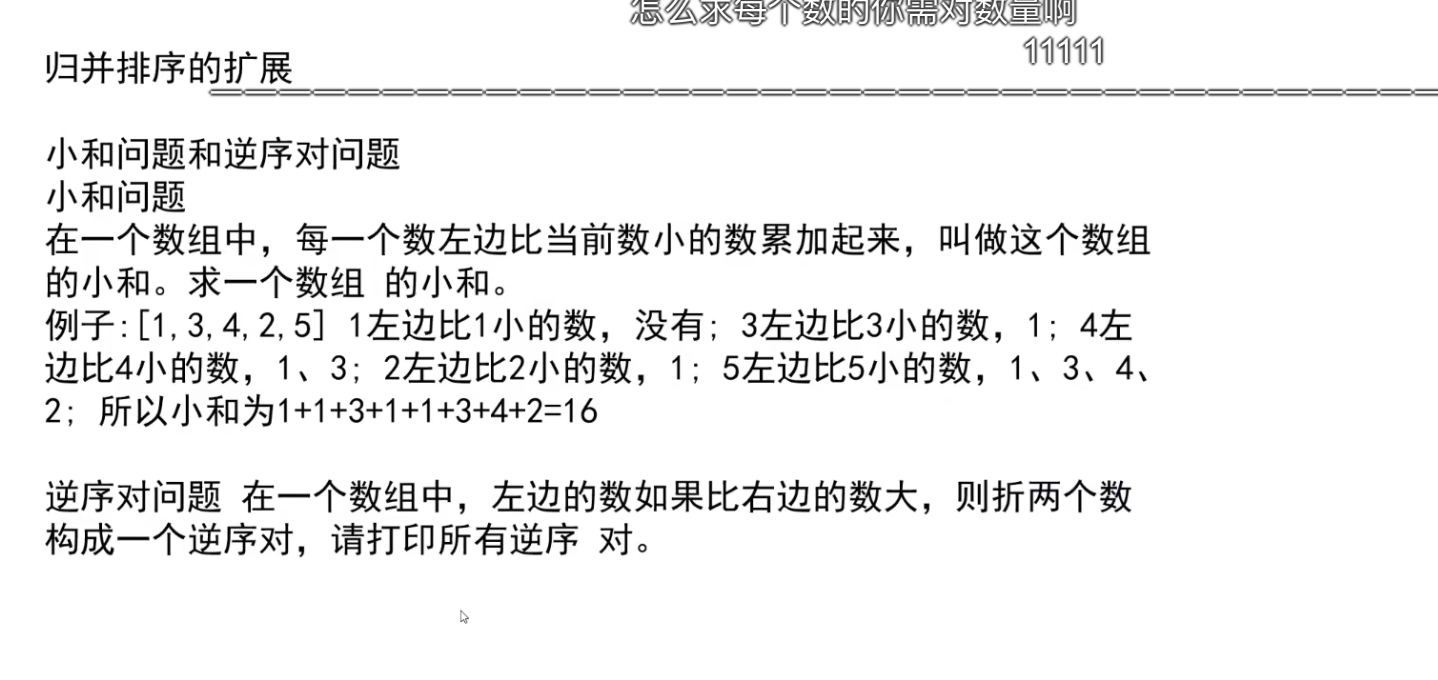 怎么求每个数的你需对数量啊
11111
归并排序的扩展
小和问题和逆序对问题
小和问题
在一个数组中，每一个数左边比当前数小的数累加起来，叫做这个数组
的小和。求一个数组 的小和。
例子:[1,3,4,2,5] 1左边比1小的数，没有；3左边比3小的数，1；4左
边比4小的数，1、3；2左边比2小的数，1；5左边比5小的数，1、3、4、
2；所以小和为1+1+3+1+1+3+4+2=16
逆序对问题 在一个数组中，左边的数如果比右边的数大，则折两个数
构成一个逆序对，请打印所有逆序 对。